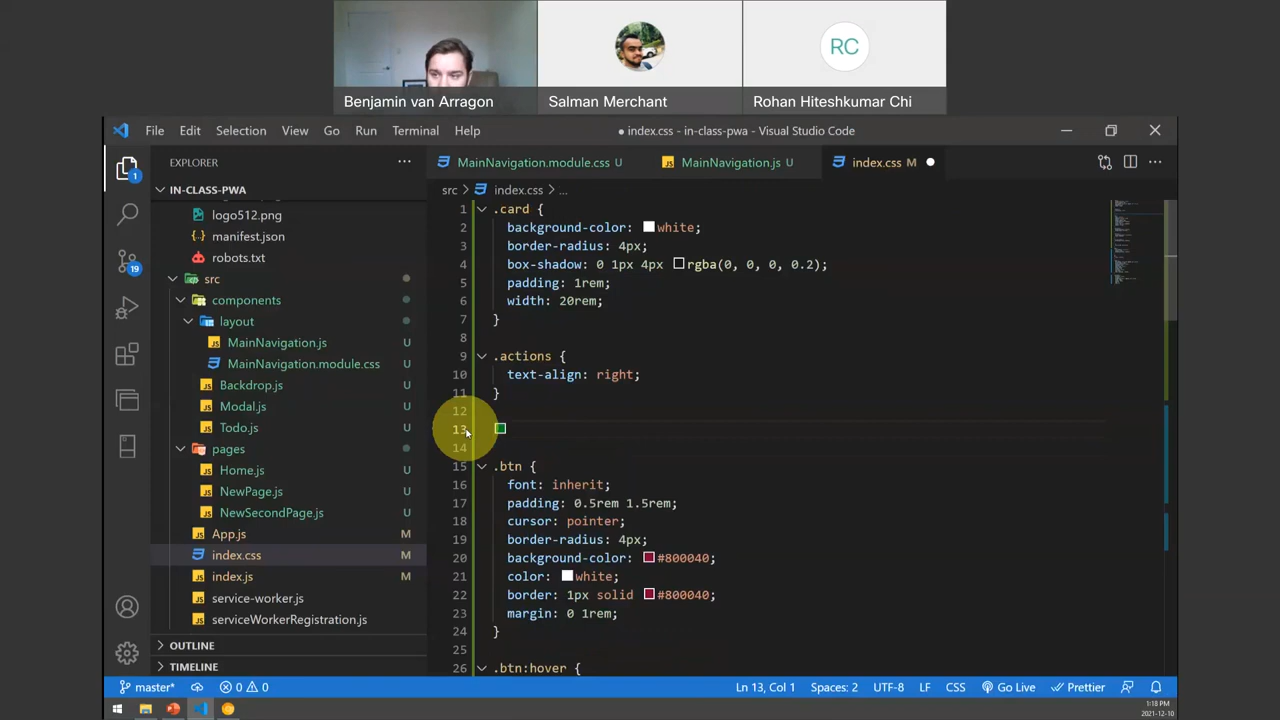 RC
Benjamin van Arragon
Salman Merchant
Rohan Hiteshkumar Chi
File Edit Selection View Go Run Terminal Help
● index.css - in-class-pwa - Visual Studio Code
EXPLORER
MainNavigation.module.css U
MainNavigation.js U
index.css M
IN-CLASS-PWA
src > index.css > ...
logo512.png
manifest.json
robots.txt
src
components
layout
MainNavigation.js U
MainNavigation.module.css U
Backdrop.js U
Modal.js U
Todo.js U
pages
Home.js U
NewPage.js U
NewSecondPage.js U
App.js M
index.css M
index.js M
service-worker.js
serviceWorkerRegistration.js
OUTLINE
TIMELINE
1
19
1 .card {
2 background-color: white;
3 border-radius: 4px;
4 box-shadow: 0 1px 4px rgba(0, 0, 0, 0.2);
5 padding: 1rem;
6 width: 20rem;
7 }
8
9 .actions {
10 text-align: right;
11 }
12
13
14
15 .btn {
16 font: inherit;
17 padding: 0.5rem 1.5rem;
18 cursor: pointer;
19 border-radius: 4px;
20 background-color: #800040;
21 color: white;
22 border: 1px solid #800040;
23 margin: 0 1rem;
24 }
25
26 .btn:hover {
master* 0 0 Ln 13, Col 1 Spaces: 2 UTF-8 LF CSS Go Live Prettier
1:18 PM
2021-12-10